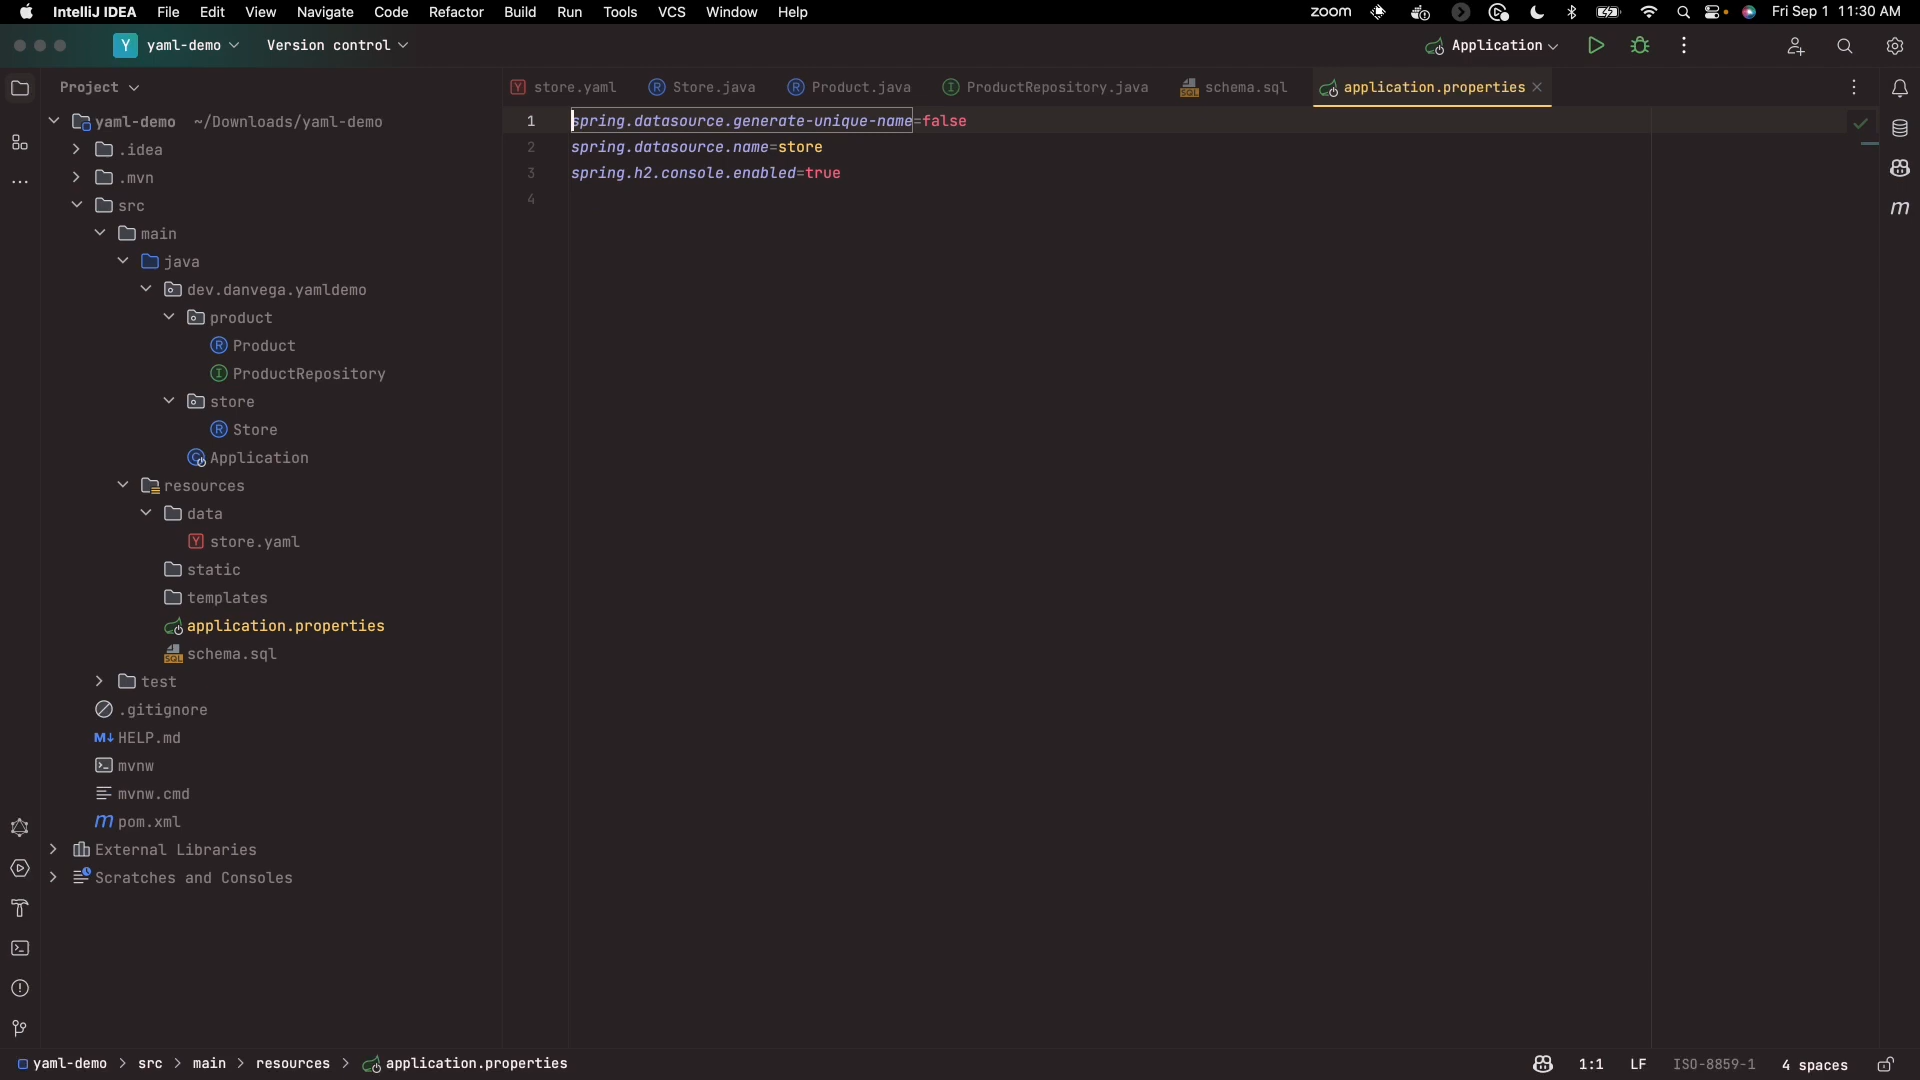 IntelliJ IDEA File Edit View Navigate Code Refactor Build Run Tools VCS Window Help zoom Fri Sep 1 11:30 AM
Y yaml-demo Version control Application
Project
store.yaml Store.java Product.java ProductRepository.java schema.sql application.properties
yaml-demo ~/Downloads/yaml-demo
.idea
.mvn
src
main
java
dev.danvega.yamldemo
product
Product
ProductRepository
store
Store
Application
resources
data
store.yaml
static
templates
application.properties
schema.sql
test
.gitignore
M↓ HELP.md
mvnw
mvnw.cmd
m pom.xml
External Libraries
Scratches and Consoles
1 spring.datasource.generate-unique-name=false
2 spring.datasource.name=store
3 spring.h2.console.enabled=true
4
m
yaml-demo > src > main > resources > application.properties 1:1 LF ISO-8859-1 4 spaces